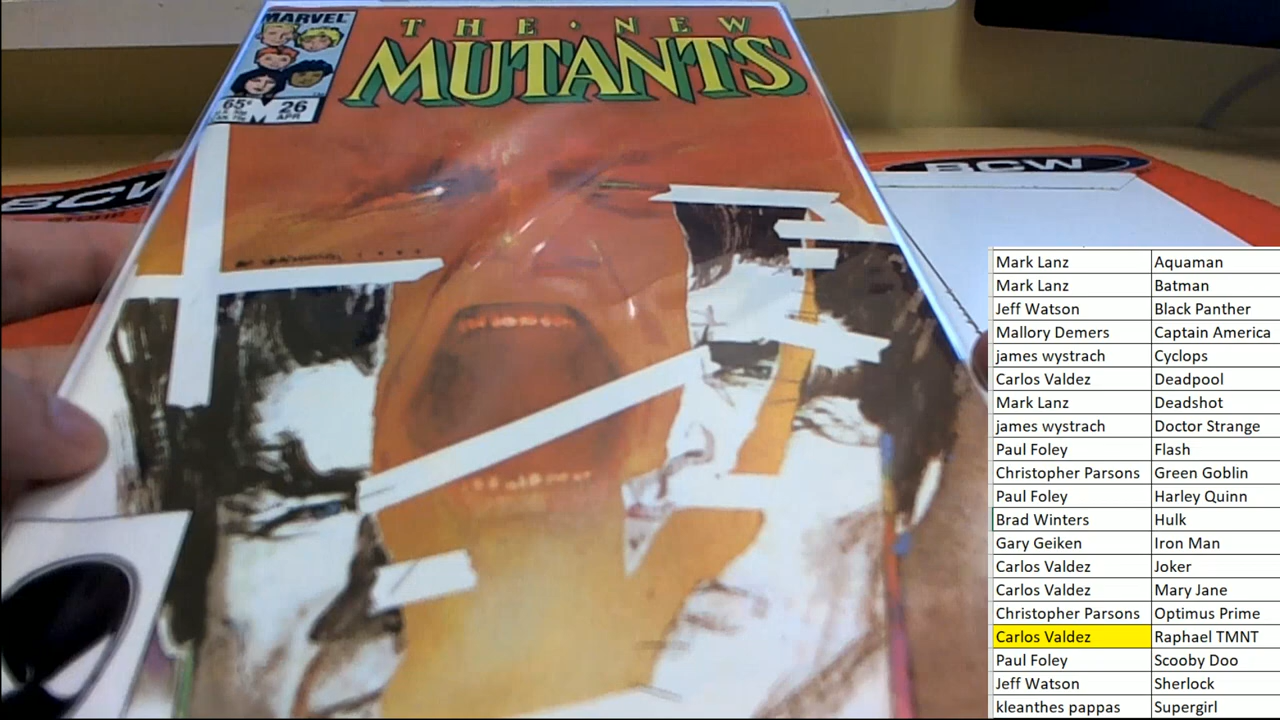 MARVEL
65¢
26
APR
THE • NEW
MUTANTS
BCW
BCW
Mark Lanz Aquaman
Mark Lanz Batman
Jeff Watson Black Panther
Mallory Demers Captain America
james wystrach Cyclops
Carlos Valdez Deadpool
Mark Lanz Deadshot
james wystrach Doctor Strange
Paul Foley Flash
Christopher Parsons Green Goblin
Paul Foley Harley Quinn
Brad Winters Hulk
Gary Geiken Iron Man
Carlos Valdez Joker
Carlos Valdez Mary Jane
Christopher Parsons Optimus Prime
Carlos Valdez Raphael TMNT
Paul Foley Scooby Doo
Jeff Watson Sherlock
kleanthes pappas Supergirl